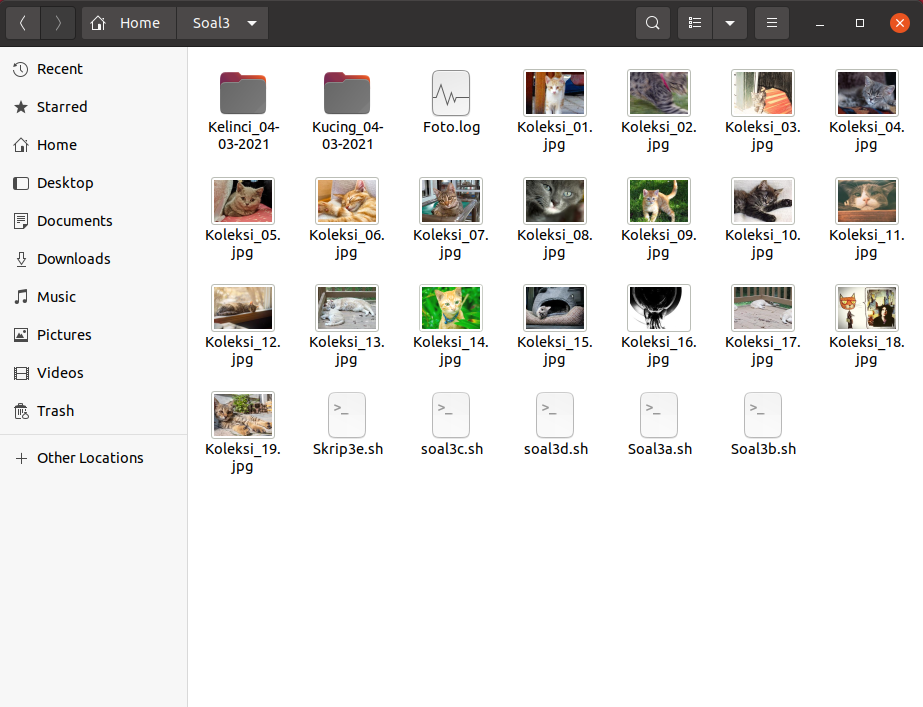 Home Soal3
Recent
Starred
Home
Desktop
Documents
Downloads
Music
Pictures
Videos
Trash
Other Locations
Kelinci_04-
03-2021
Kucing_04-
03-2021
Foto.log
Koleksi_01.
jpg
Koleksi_02.
jpg
Koleksi_03.
jpg
Koleksi_04.
jpg
Koleksi_05.
jpg
Koleksi_06.
jpg
Koleksi_07.
jpg
Koleksi_08.
jpg
Koleksi_09.
jpg
Koleksi_10.
jpg
Koleksi_11.
jpg
Koleksi_12.
jpg
Koleksi_13.
jpg
Koleksi_14.
jpg
Koleksi_15.
jpg
Koleksi_16.
jpg
Koleksi_17.
jpg
Koleksi_18.
jpg
Koleksi_19.
jpg
Skrip3e.sh
soal3c.sh
soal3d.sh
Soal3a.sh
Soal3b.sh